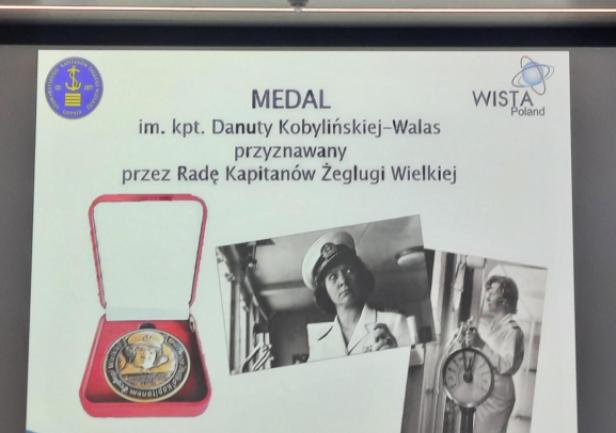 MEDAL
im. kpt. Danuty Kobylińskiej-Walas
przyznawany
przez Radę Kapitanów Żeglugi Wielkiej
WISTA
Poland